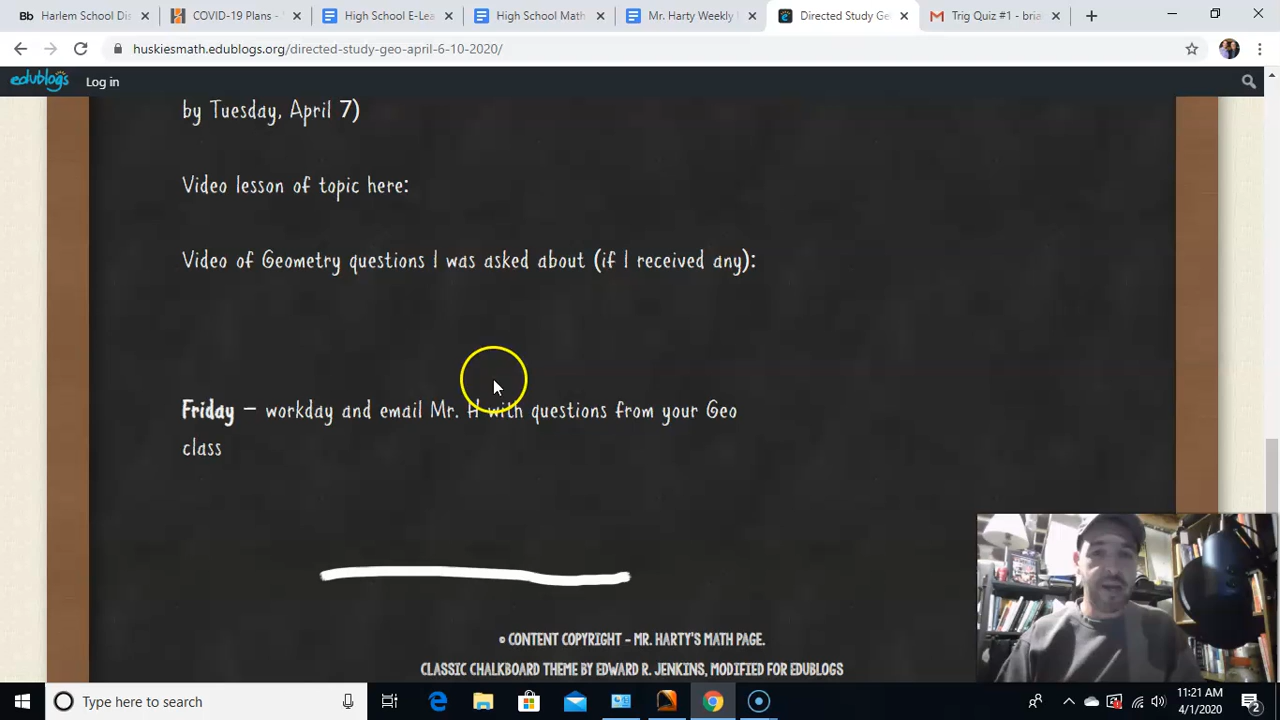 Harlem School Dis
COVID-19 Plans -
High School E-Lea
High School Math
Mr. Harty Weekly
Directed Study Ge
Trig Quiz #1 - bria
huskiesmath.edublogs.org/directed-study-geo-april-6-10-2020/
edublogs
Log in
by Tuesday, April 7)
Video lesson of topic here:
Video of Geometry questions I was asked about (if I received any):
Friday – workday and email Mr. H with questions from your Geo
class
© CONTENT COPYRIGHT - MR. HARTY'S MATH PAGE.
CLASSIC CHALKBOARD THEME BY EDWARD R. JENKINS, MODIFIED FOR EDUBLOGS
Type here to search
11:21 AM
4/1/2020
2